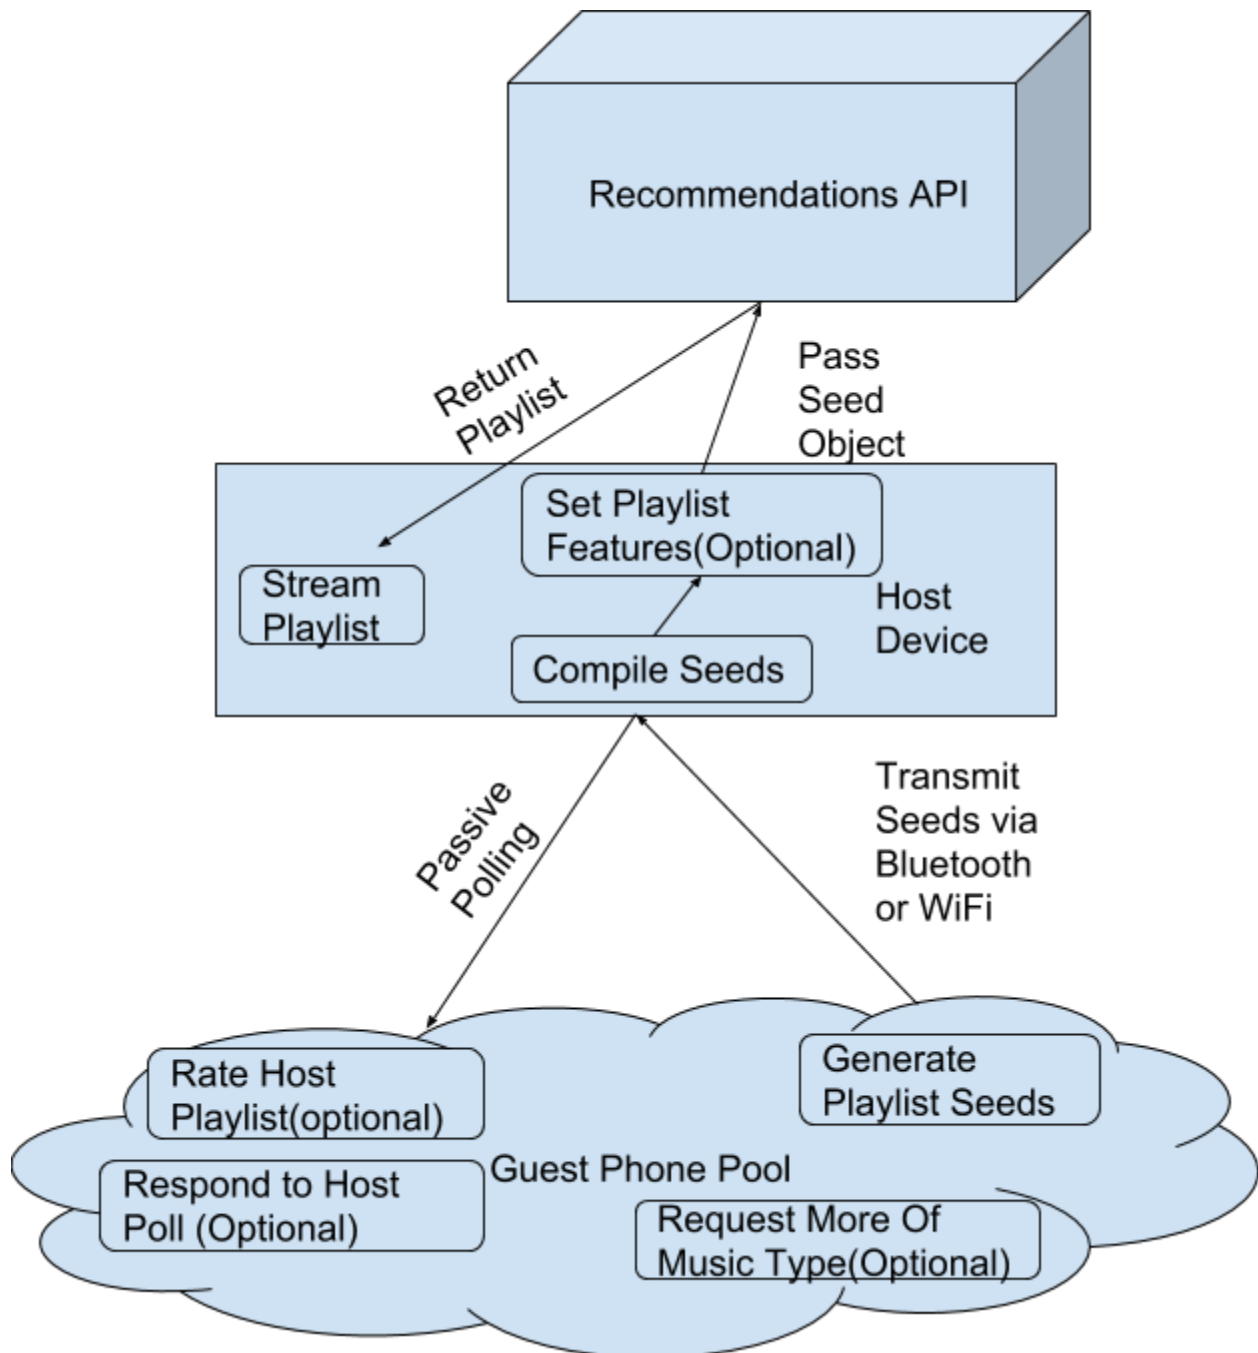 Recommendations API
Return
Playlist
Pass
Seed
Object
Set Playlist
Features(Optional)
Stream
Playlist
Host
Device
Compile Seeds
Passive
Polling
Transmit
Seeds via
Bluetooth
or WiFi
Rate Host
Playlist(optional)
Generate
Playlist Seeds
Guest Phone Pool
Respond to Host
Poll (Optional)
Request More Of
Music Type(Optional)